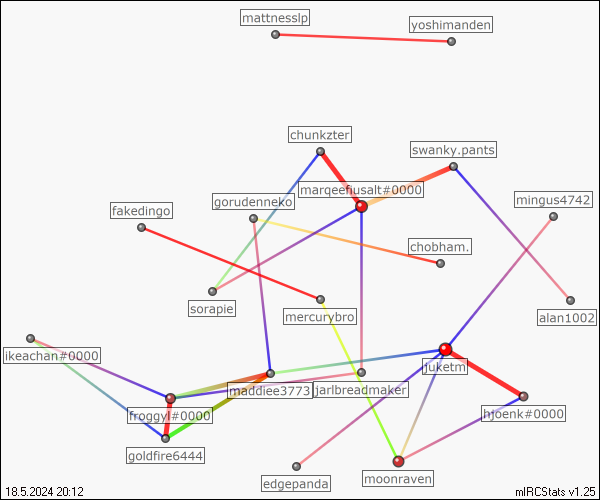 mattnesslp
yoshimanden
chunkzter
swanky.pants
marqeefiusalt#0000
mingus4742
gorudenneko
fakedingo
chobham.
sorapie
mercurybro
alan1002
ikeachan#0000
juketm
maddiee3773
jarlbreadmaker
froggyl#0000
hjoenk#0000
goldfire6444
moonraven
edgepanda
18.5.2024 20:12
mIRCStats v1.25